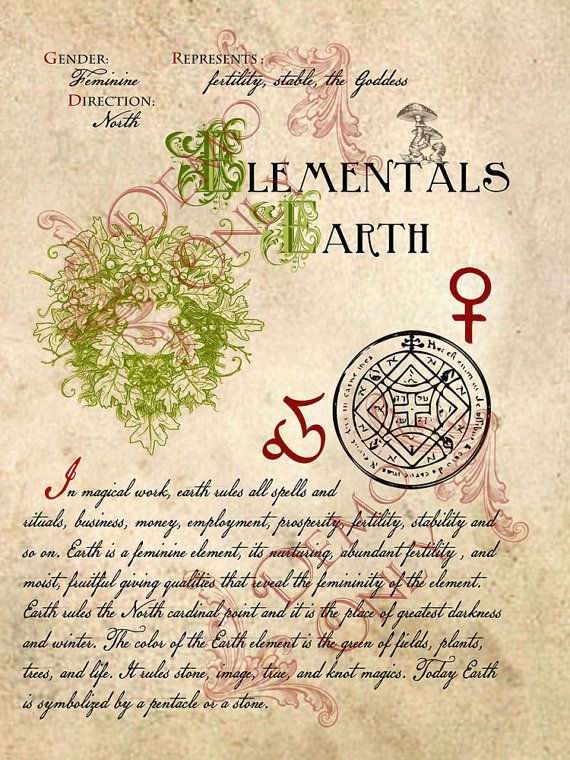 Gender:
Feminine
Direction:
North
Represents:
fertility, stable, the Goddess
Elementals
Earth
DEMO
ONLY
In magical work, earth rules all spells and
rituals, business, money, employment, prosperity, fertility, stability and
so on. Earth is a feminine element, its nurturing, abundant fertility , and
moist, fruitful giving qualities that reveal the femininity of the element.
Earth rules the North cardinal point and it is the place of greatest darkness
and winter. The color of the Earth element is the green of fields, plants,
trees, and life. It rules stone, image, true, and knot magics. Today Earth
is symbolized by a pentacle or a stone.
DEMO
ONLY